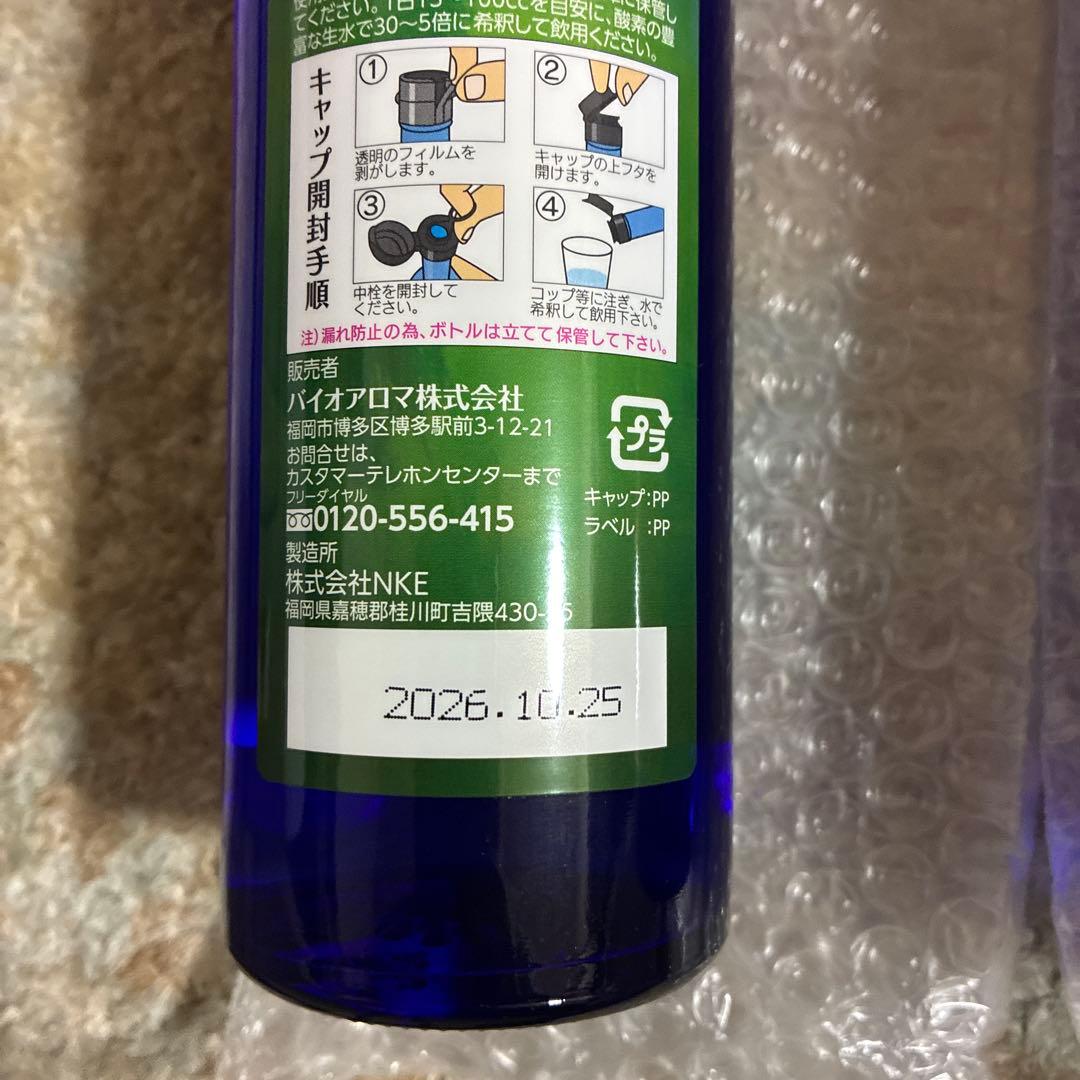 てください。1日15～100ccを目安に、酸素の豊
富な生水で30～5倍に希釈して飲用ください。
キャップ開封手順
①
透明のフィルムを
剥がします。
②
キャップの上フタを
開けます。
③
中栓を開封して
ください。
④
コップ等に注ぎ、水で
希釈して飲用下さい。
注）漏れ防止の為、ボトルは立てて保管して下さい。
販売者
バイオアロマ株式会社
福岡市博多区博多駅前3-12-21
お問合せは、
カスタマーテレホンセンターまで
フリーダイヤル
0120-556-415
プラ
キャップ：PP
ラベル：PP
製造所
株式会社NKE
福岡県嘉穂郡桂川町吉隈430-
2026.10.25